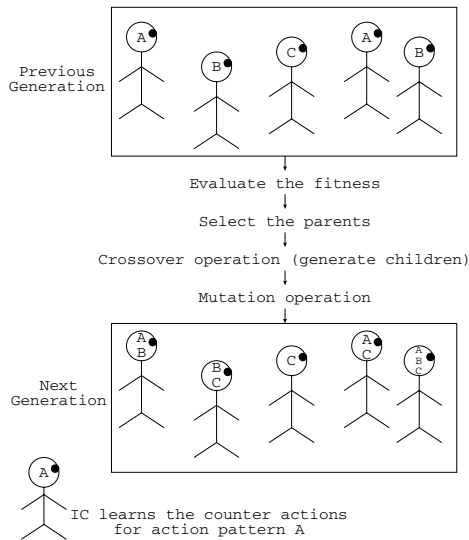 A
B
C
A
B
Previous
Generation
Evaluate the fitness
Select the parents
Crossover operation (generate children)
Mutation operation
A
B
B
C
C
A
C
A
B
C
Next
Generation
A
IC learns the counter actions
for action pattern A